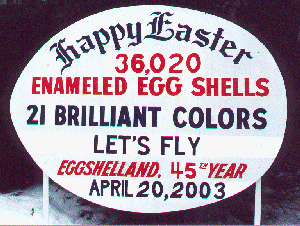 Happy Easter
36,020
ENAMELED EGG SHELLS
21 BRILLIANT COLORS
LET'S FLY
EGGSHELLAND, 45TH YEAR
APRIL 20, 2003